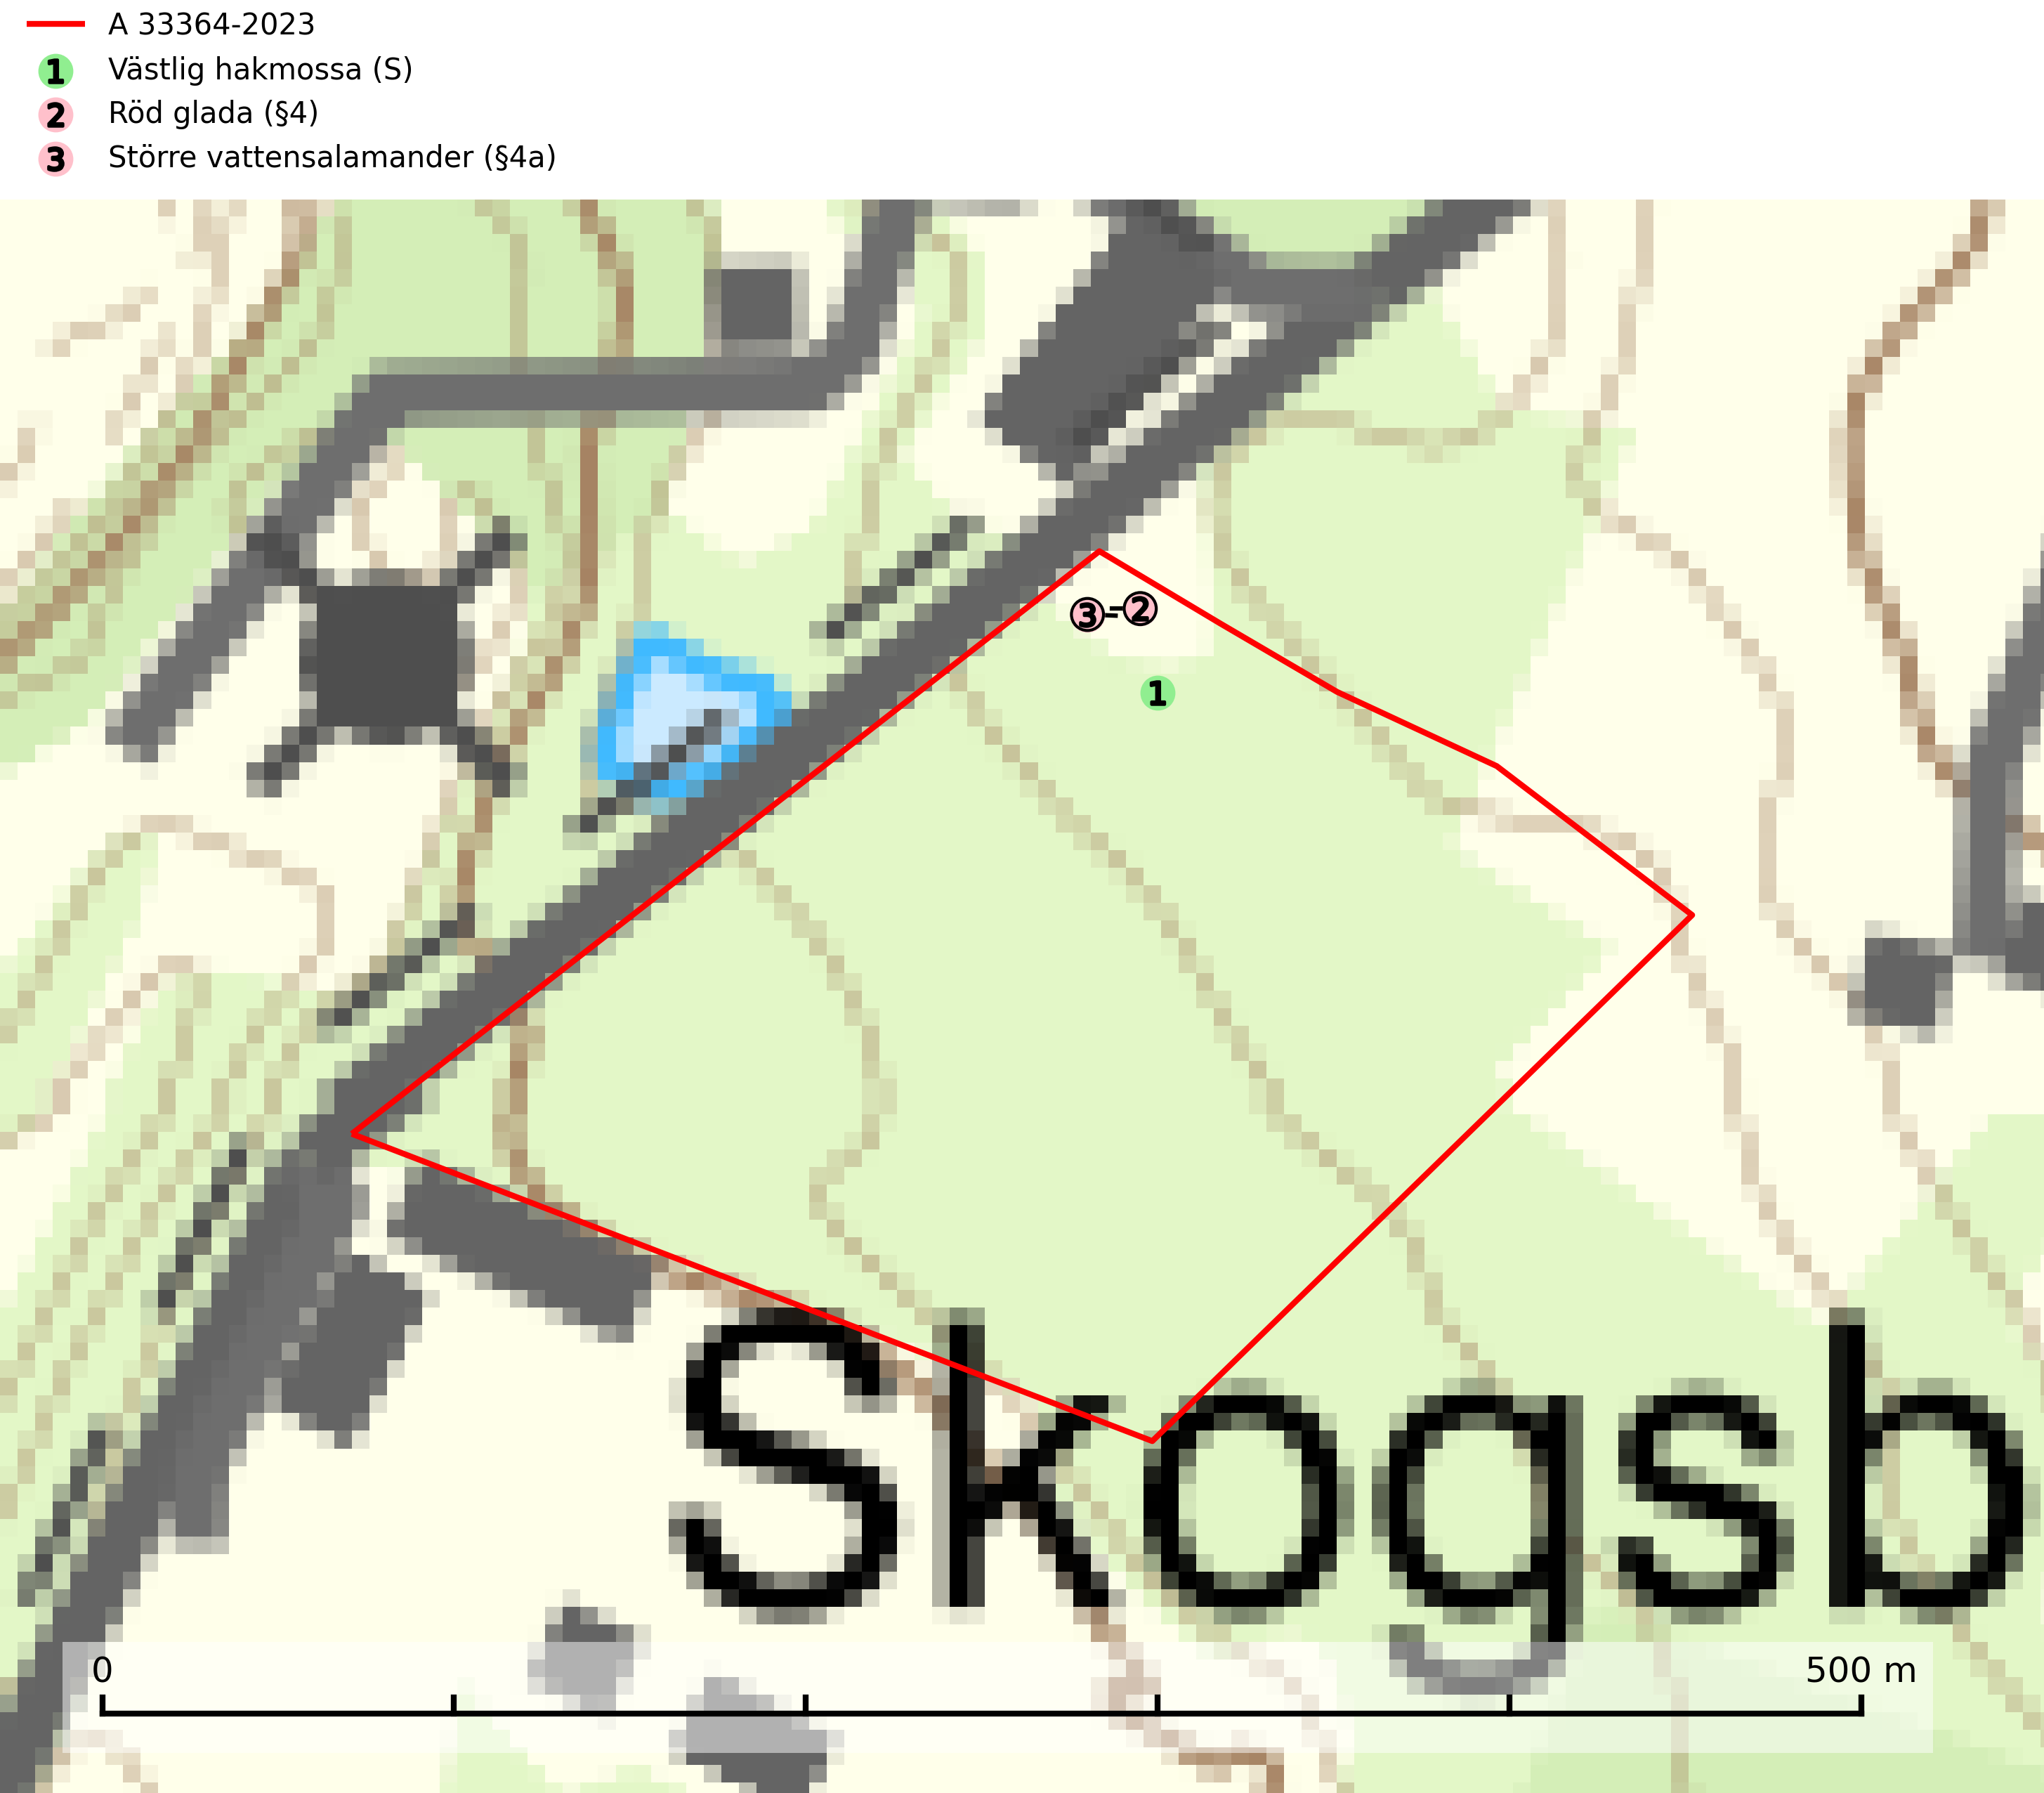 A 33364-2023
1 Västlig hakmossa (S)
2 Röd glada (§4)
3 Större vattensalamander (§4a)
3 2
1
Skogsb
0 500 m